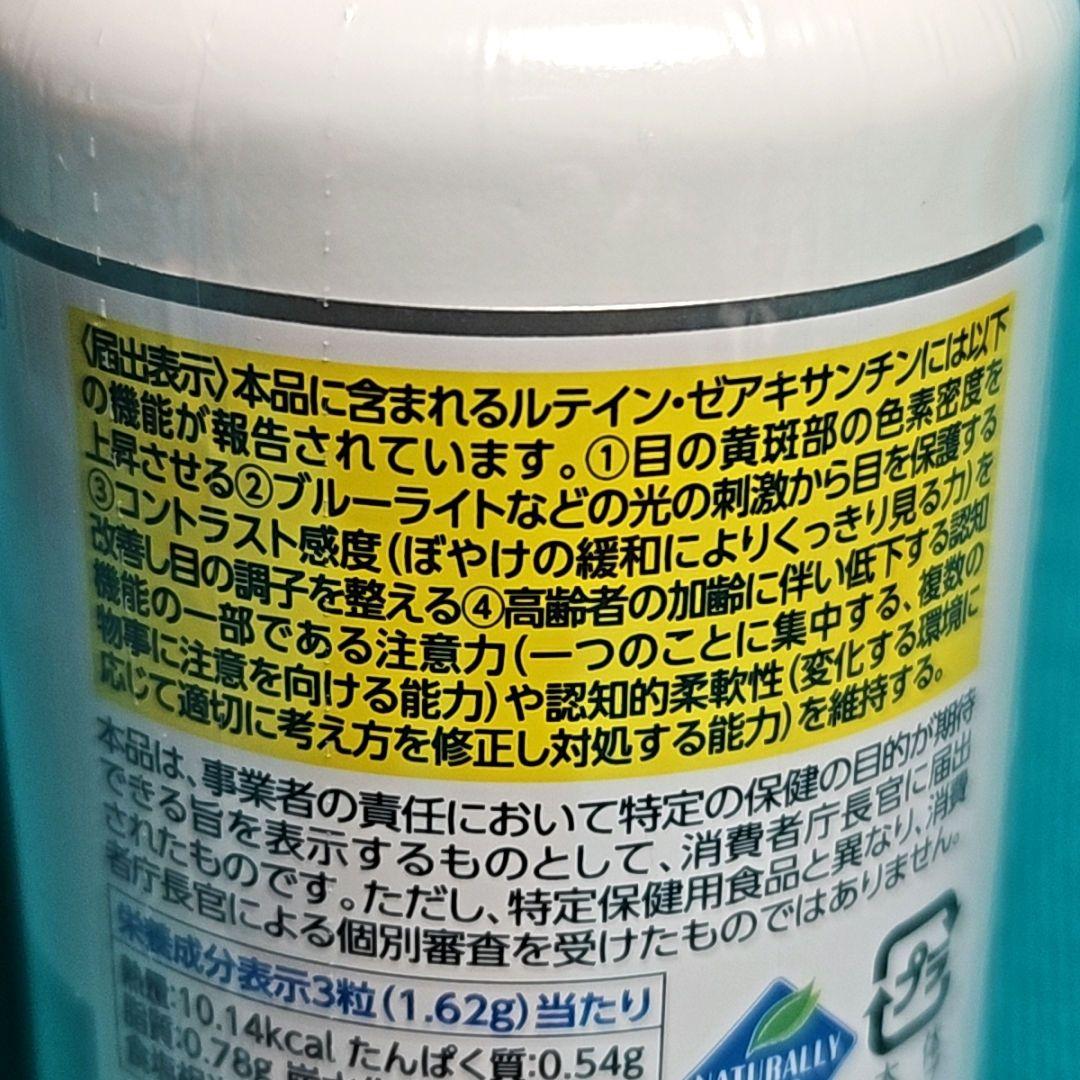 〈届出表示〉本品に含まれるルテイン・ゼアキサンチンには以下
の機能が報告されています。①目の黄斑部の色素密度を
上昇させる②ブルーライトなどの光の刺激から目を保護する
③コントラスト感度(ぼやけの緩和によりくっきり見る力)を
改善し目の調子を整える④高齢者の加齢に伴い低下する認知
機能の一部である注意力(一つのことに集中する、複数の
物事に注意を向ける能力)や認知的柔軟性(変化する環境に
応じて適切に考え方を修正し対処する能力)を維持する。
本品は、事業者の責任において特定の保健の目的が期待
できる旨を表示するものとして、消費者庁長官に届出
されたものです。ただし、特定保健用食品と異なり、消費
者庁長官による個別審査を受けたものではありません。
栄養成分表示3粒(1.62g)当たり
熱量:10.14kcal たんぱく質:0.54g
脂質:0.78g
NATURALLY
プラ